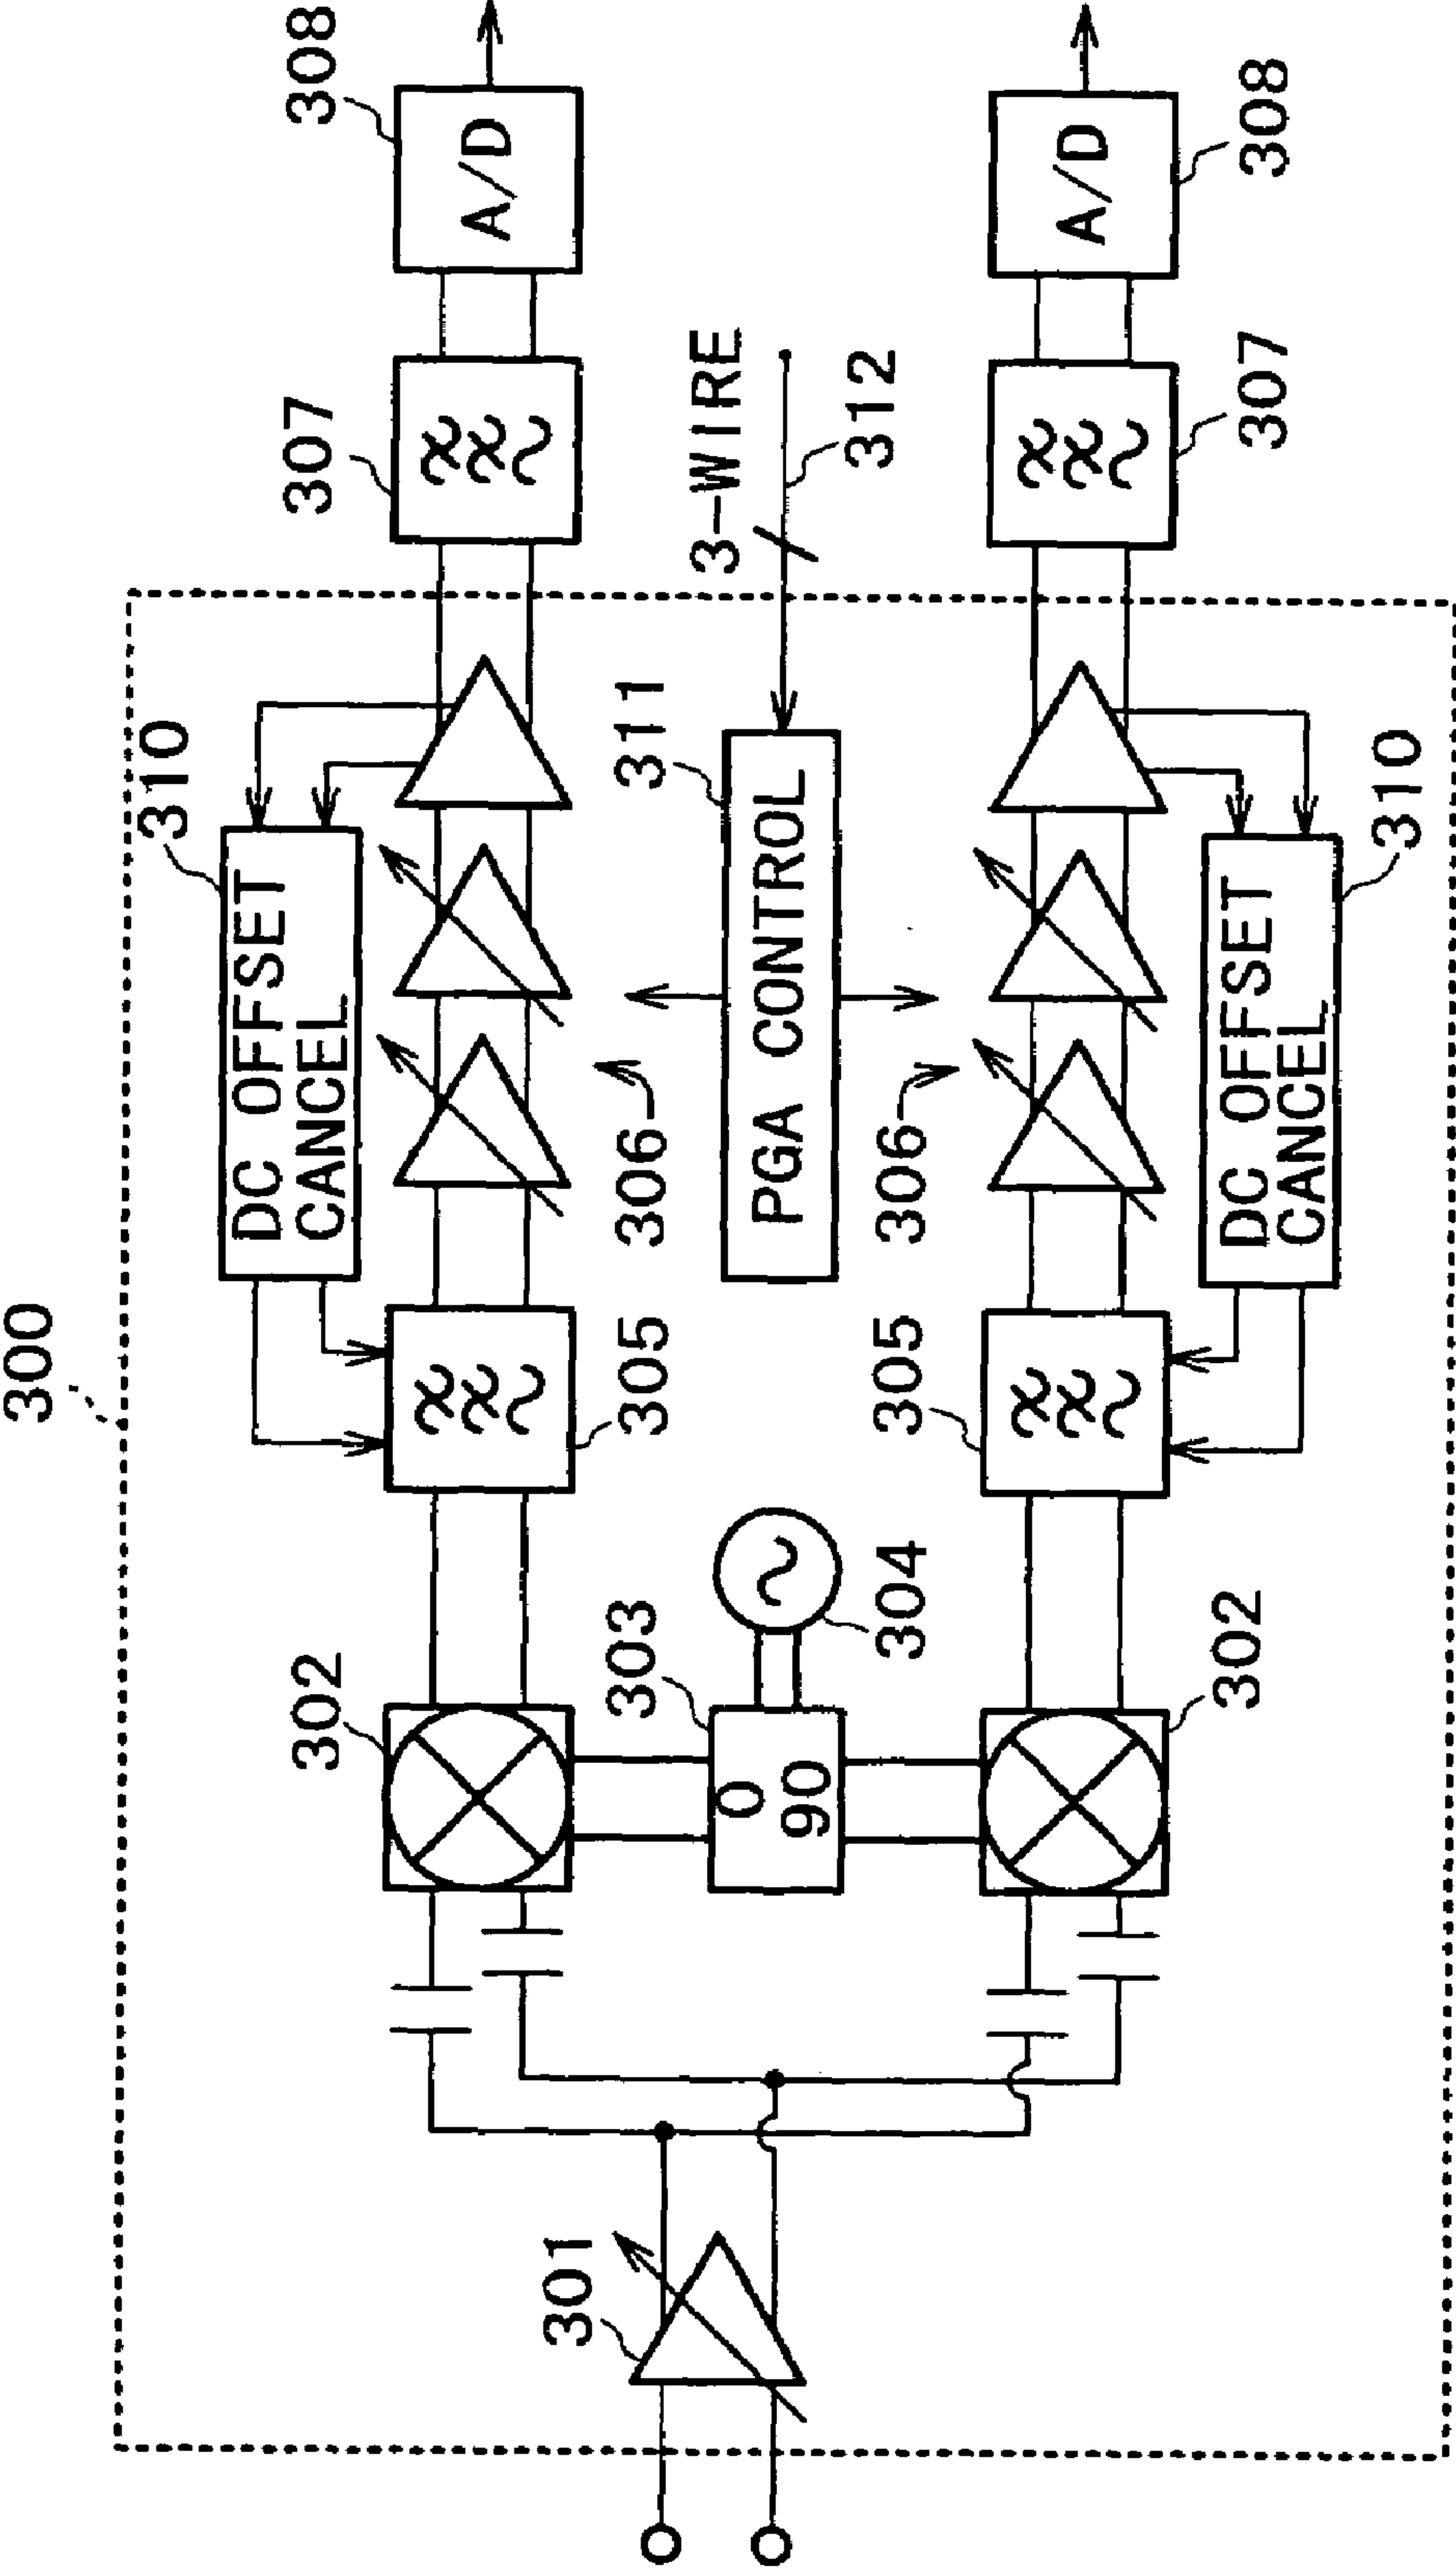 300
310
DC OFFSET
CANCEL
302
307
308
A/D
301
303
305
306
311
3-WIRE
0
90
PGA CONTROL
312
304
305
306
A/D
302
DC OFFSET
CANCEL
307
308
310